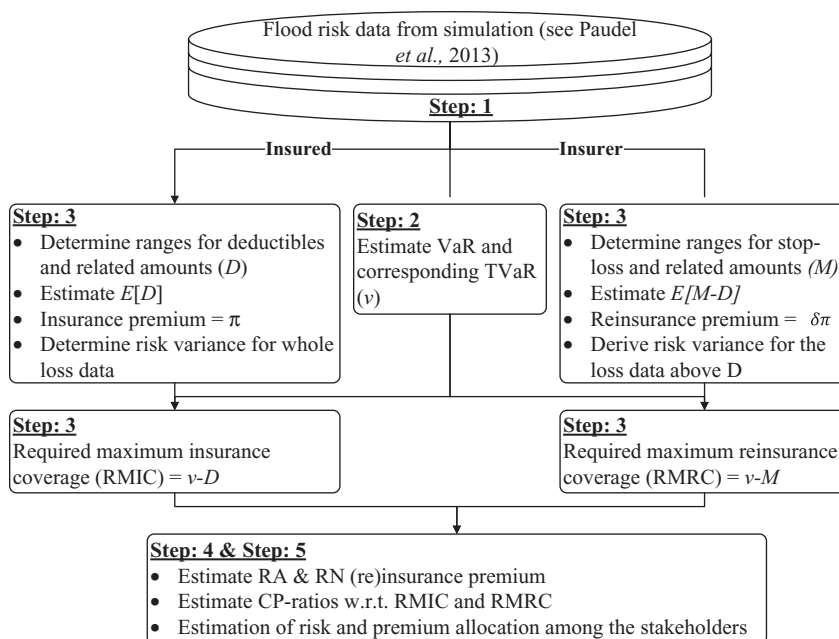 Flood risk data from simulation (see Paudel
et al., 2013)
Step: 1
Insured
Insurer
Step: 3
• Determine ranges for deductibles
and related amounts (D)
• Estimate E[D]
• Insurance premium = π
• Determine risk variance for whole
loss data
Step: 2
Estimate VaR and
corresponding TVaR
(v)
Step: 3
• Determine ranges for stop-
loss and related amounts (M)
• Estimate E[M-D]
• Reinsurance premium = δπ
• Derive risk variance for the
loss data above D
Step: 3
Required maximum insurance
coverage (RMIC) = v-D
Step: 3
Required maximum reinsurance
coverage (RMRC) = v-M
Step: 4 & Step: 5
• Estimate RA & RN (re)insurance premium
• Estimate CP-ratios w.r.t. RMIC and RMRC
• Estimation of risk and premium allocation among the stakeholders